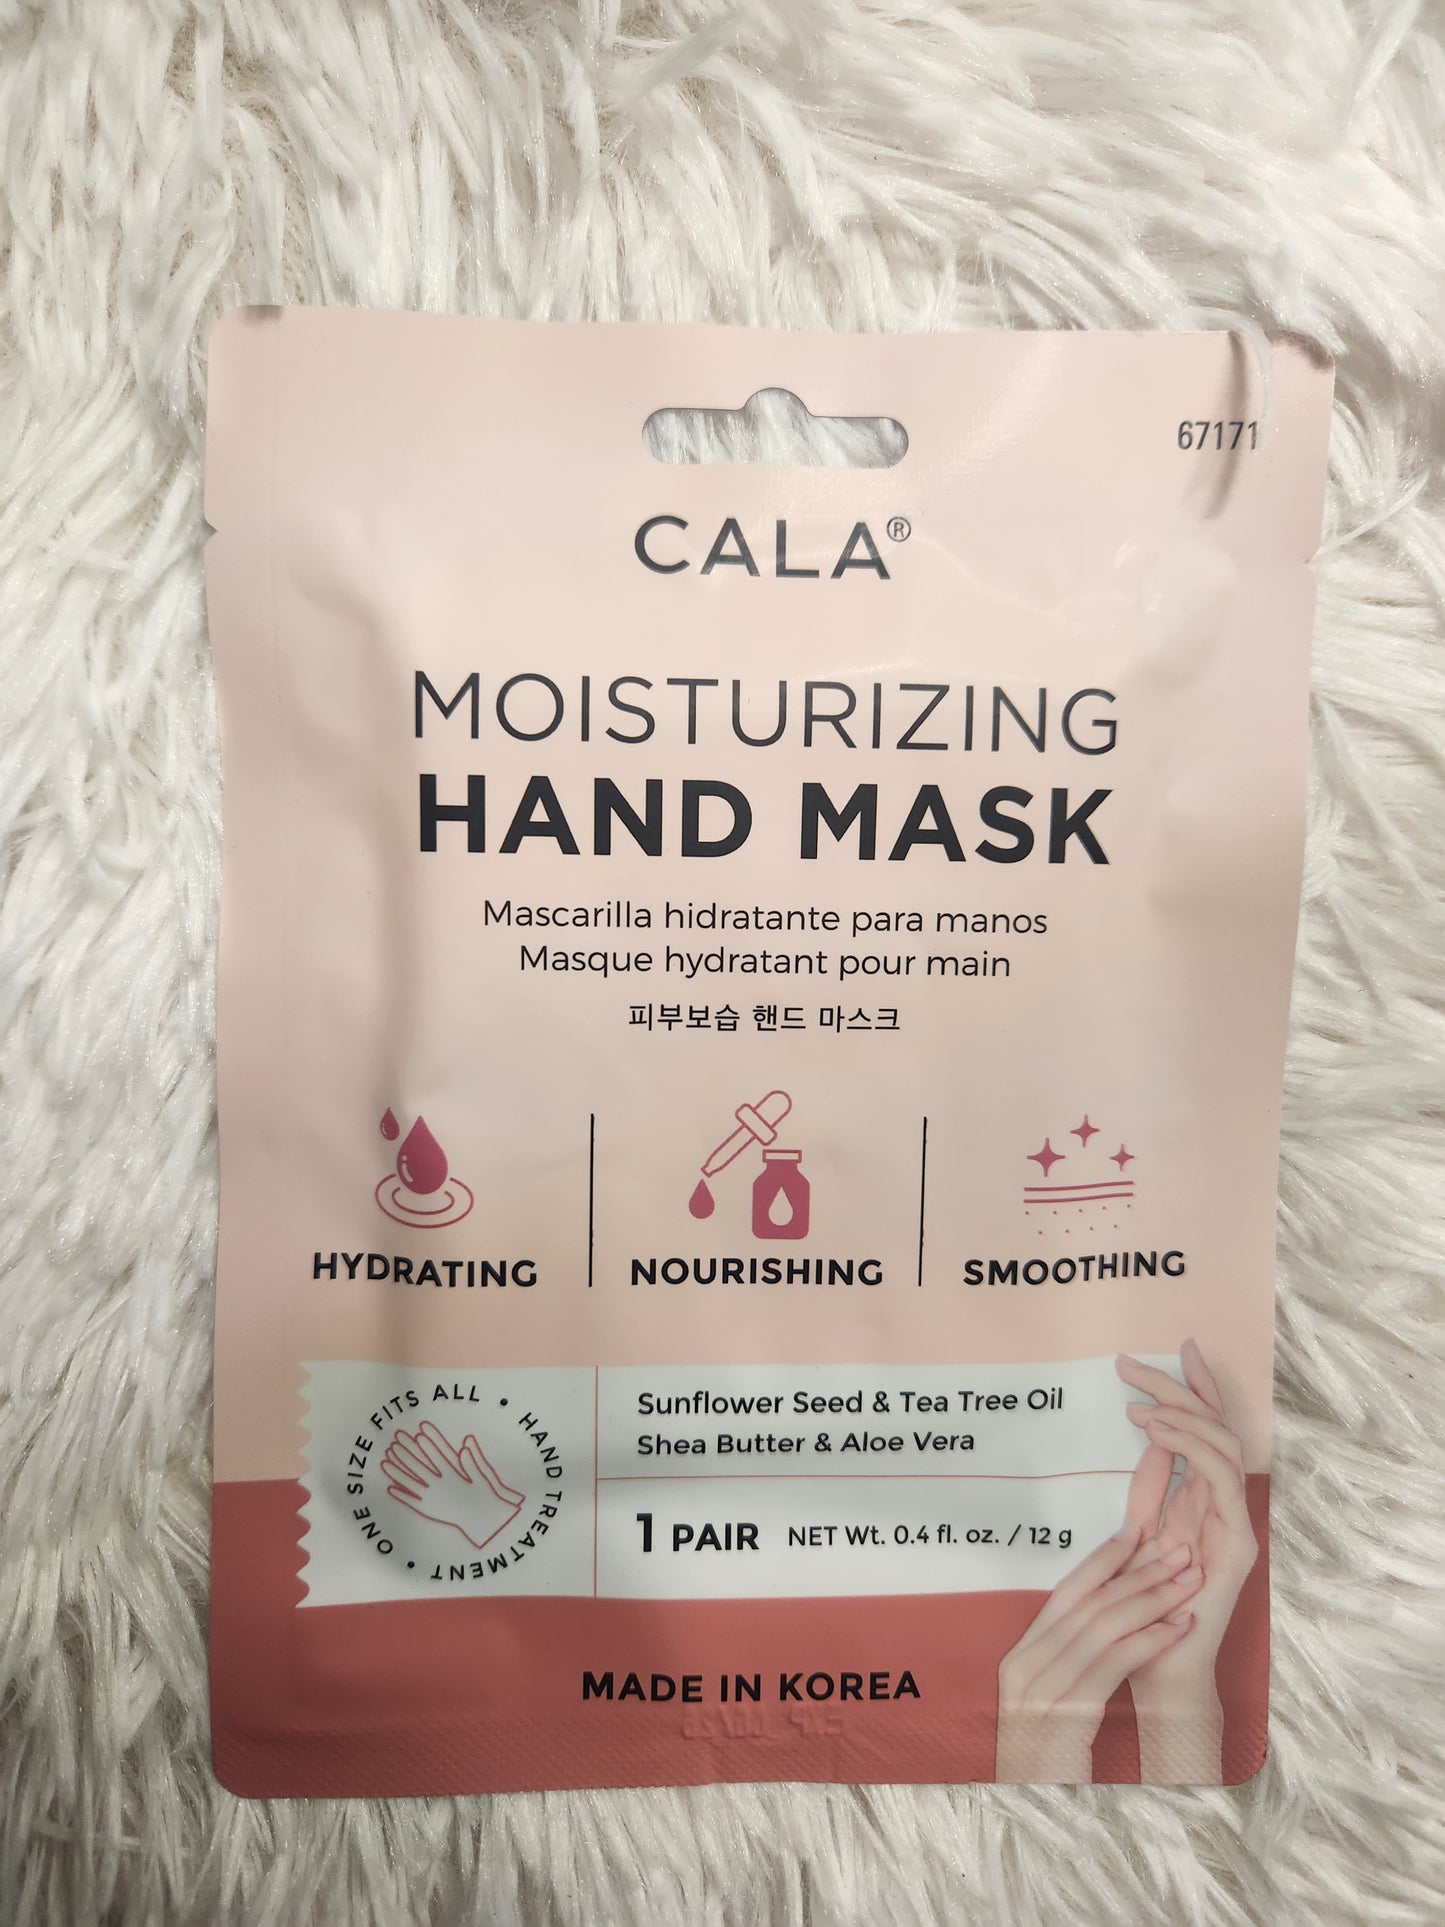 67171
CALA®
MOISTURIZING
HAND MASK
Mascarilla hidratante para manos
Masque hydratant pour main
피부보습 핸드 마스크
HYDRATING
NOURISHING
SMOOTHING
ONE SIZE FITS ALL • HAND TREATMENT •
Sunflower Seed & Tea Tree Oil
Shea Butter & Aloe Vera
1 PAIR NET Wt. 0.4 fl. oz. / 12 g
MADE IN KOREA